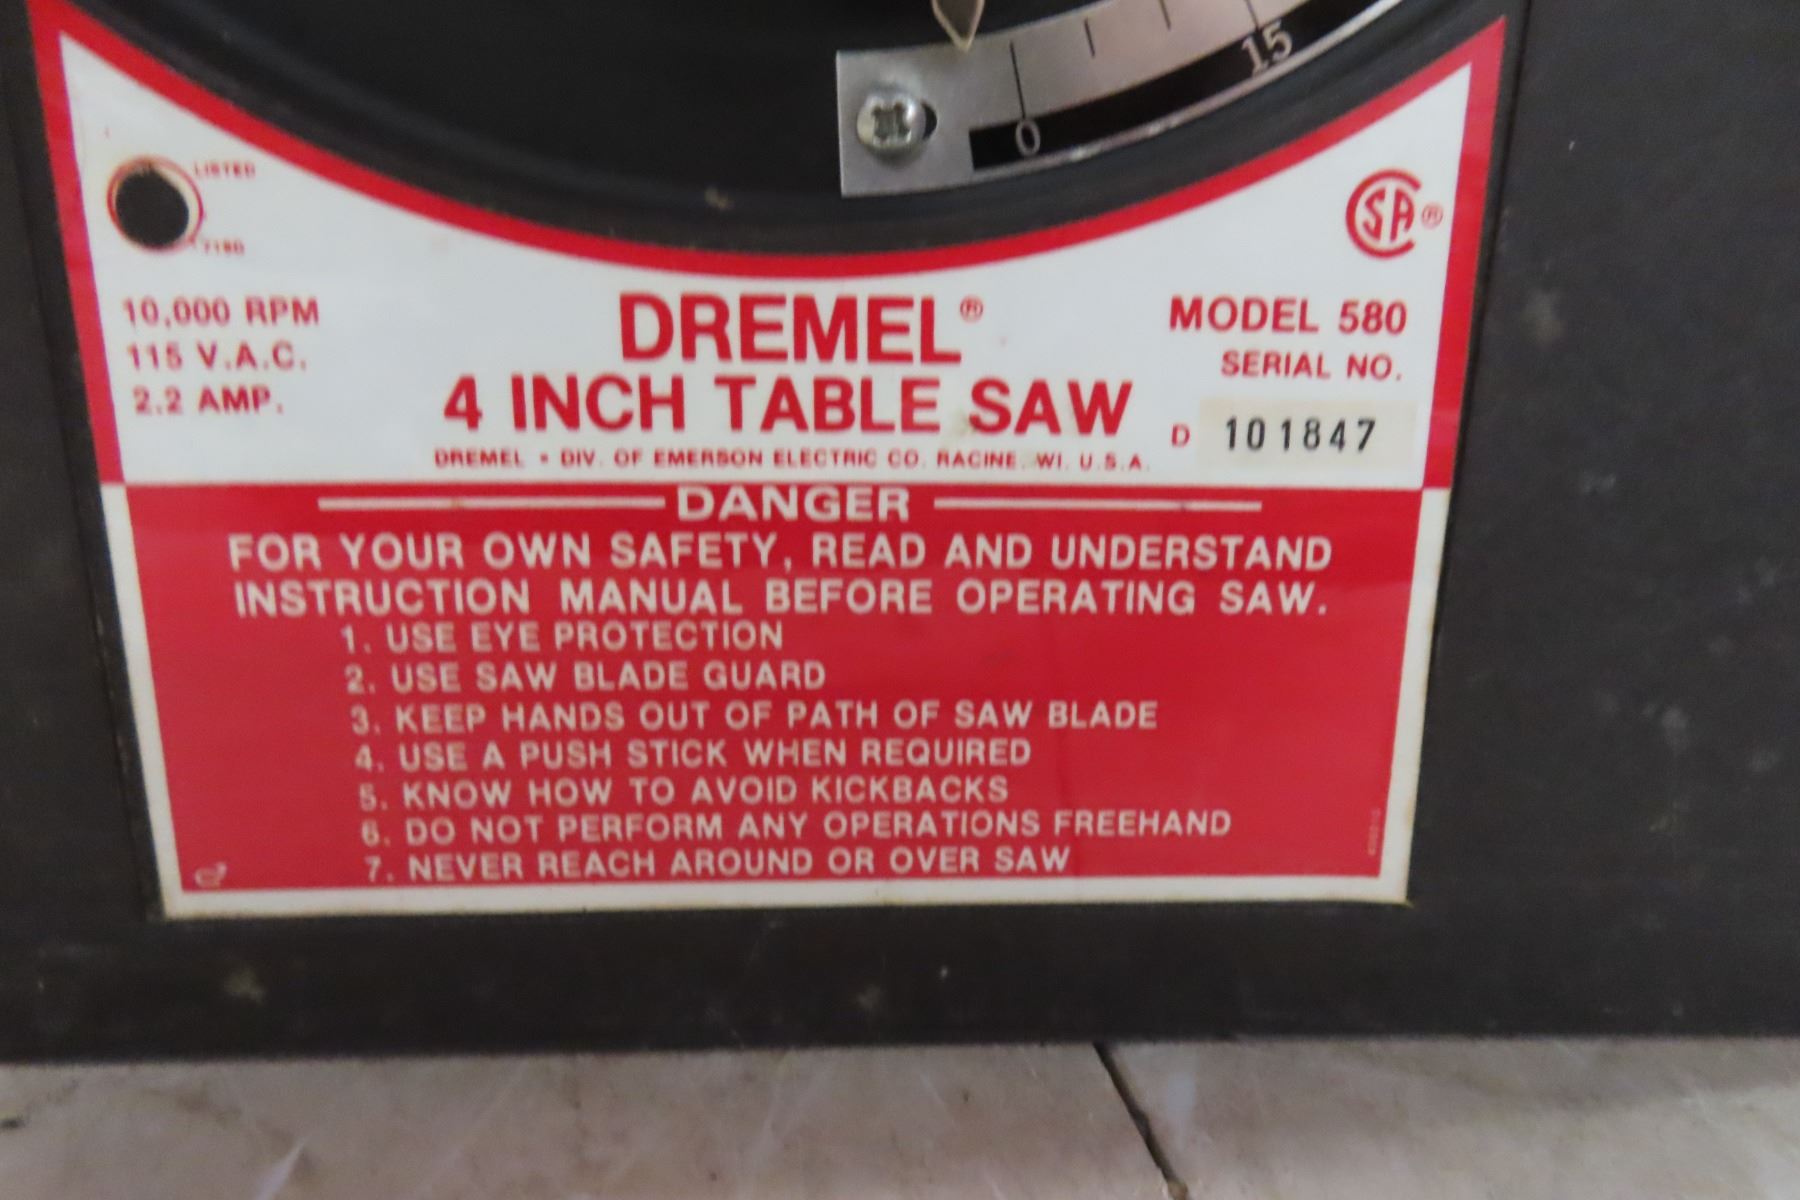 15
0
LISTED
SA ®
10,000 RPM
115 V.A.C.
2.2 AMP.
DREMEL®
4 INCH TABLE SAW
DREMEL • DIV. OF EMERSON ELECTRIC CO. RACINE, WI. U.S.A.
MODEL 580
SERIAL NO.
D 101847
DANGER
FOR YOUR OWN SAFETY, READ AND UNDERSTAND
INSTRUCTION MANUAL BEFORE OPERATING SAW.
1. USE EYE PROTECTION
2. USE SAW BLADE GUARD
3. KEEP HANDS OUT OF PATH OF SAW BLADE
4. USE A PUSH STICK WHEN REQUIRED
5. KNOW HOW TO AVOID KICKBACKS
6. DO NOT PERFORM ANY OPERATIONS FREEHAND
7. NEVER REACH AROUND OR OVER SAW